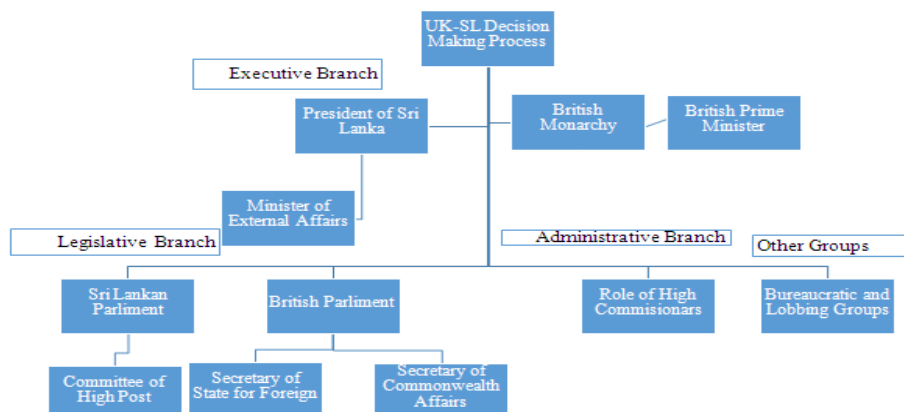 UK-SL Decision
Making Process
Executive Branch
President of Sri
Lanka
British
Monarchy
British Prime
Minister
Minister of
External Affairs
Legislative Branch
Administrative Branch
Other Groups
Sri Lankan
Parliment
British Parliment
Role of High
Commisionars
Bureaucratic and
Lobbing Groups
Committee of
High Post
Secretary of
State for Foreign
Secretary of
Commonwealth
Affairs